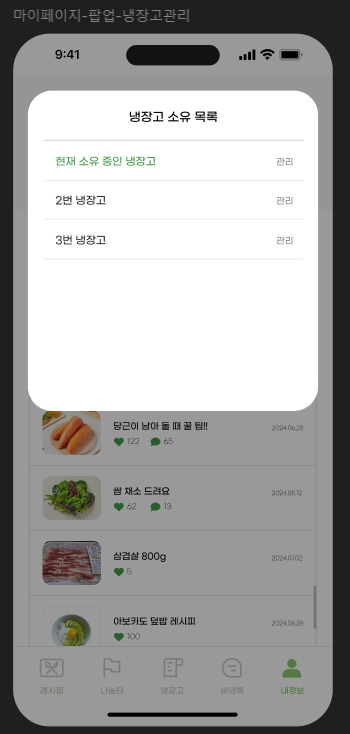 마이페이지-팝업-냉장고관리
9:41
냉장고 소유 목록
현재 소유 중인 냉장고 관리
2번 냉장고 관리
3번 냉장고 관리
당근이 남아 돌 때 꿀 팁!! 2024.06.28
122 65
쌈 채소 드려요 2024.05.12
62 13
삼겹살 800g 2024.07.02
5
아보카도 덮밥 레시피 2024.06.28
100
레시피 나눔터 냉장고 바냉톡 내정보